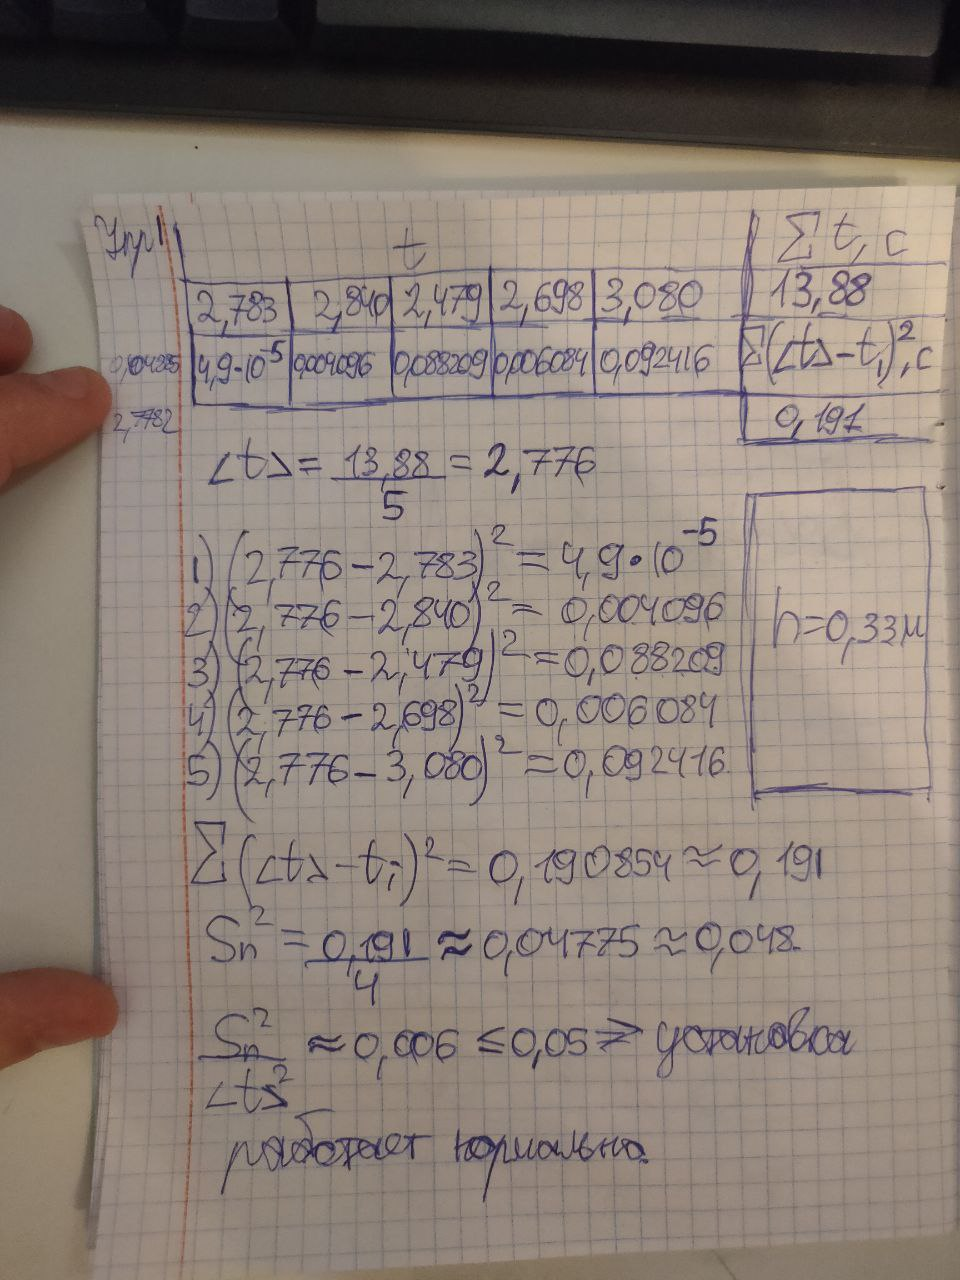 Упр 1 t Σ t, с
2,783 2,840 2,479 2,698 3,080 13,88
4,9·10⁻⁵ 0,004096 0,088209 0,006084 0,092416 Σ(<t>-tᵢ)², с
2,7782 0,191
<t> = 13,88/5 = 2,776
1) (2,776 - 2,783)² = 4,9·10⁻⁵
2) (2,776 - 2,840)² = 0,004096
h=0,33м
3) (2,776 - 2,479)² = 0,088209
4) (2,776 - 2,698)² = 0,006084
5) (2,776 - 3,080)² = 0,092416
Σ(<t>-tᵢ)² = 0,190854 ≈ 0,191
Sn² = 0,191/4 ≈ 0,04775 ≈ 0,048
Sn²/<t>² ≈ 0,006 ≤ 0,05 => установка
работает нормально.